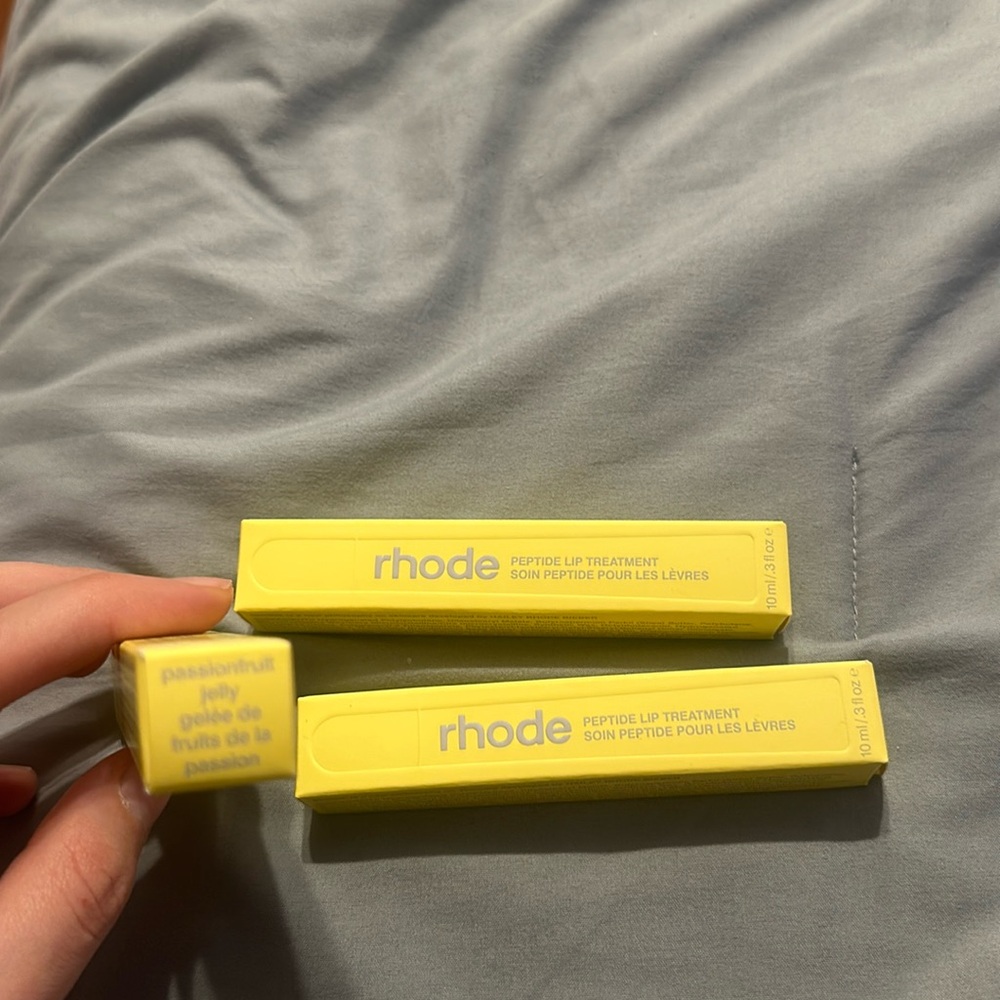 rhode
PEPTIDE LIP TREATMENT
SOIN PEPTIDE POUR LES LÈVRES
10 ml/.3 fl oz e
passionfruit
jelly
gelée de
fruits de la
passion
rhode
PEPTIDE LIP TREATMENT
SOIN PEPTIDE POUR LES LÈVRES
10 ml/.3 fl oz e